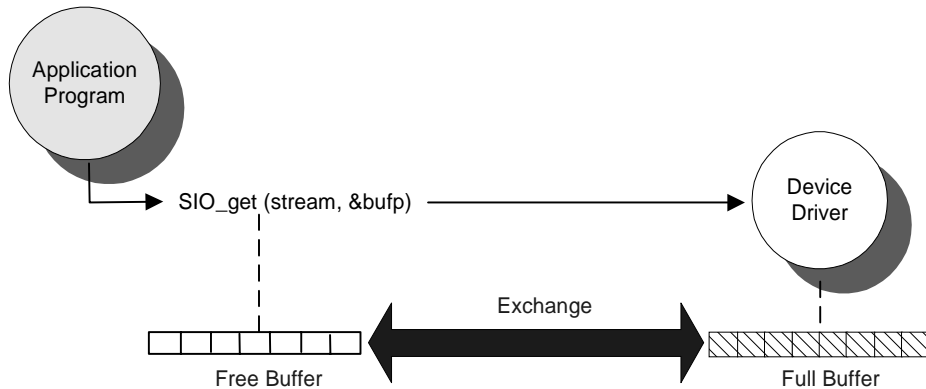 Application
Program
SIO_get (stream, &bufp)
Device
Driver
Exchange
Free Buffer
Full Buffer